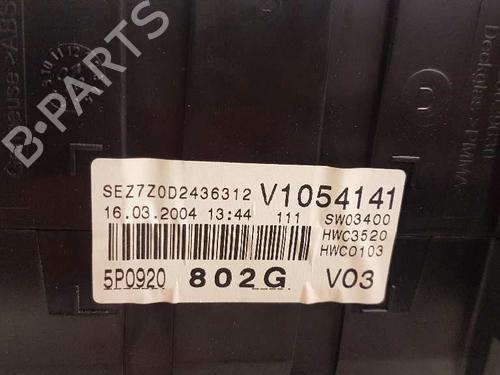 SEZ7Z0D2436312 V1054141
16.03.2004 13:44 111 SW03400
HWC3520
HWC0103
5P0920 802G V03
B-PARTS